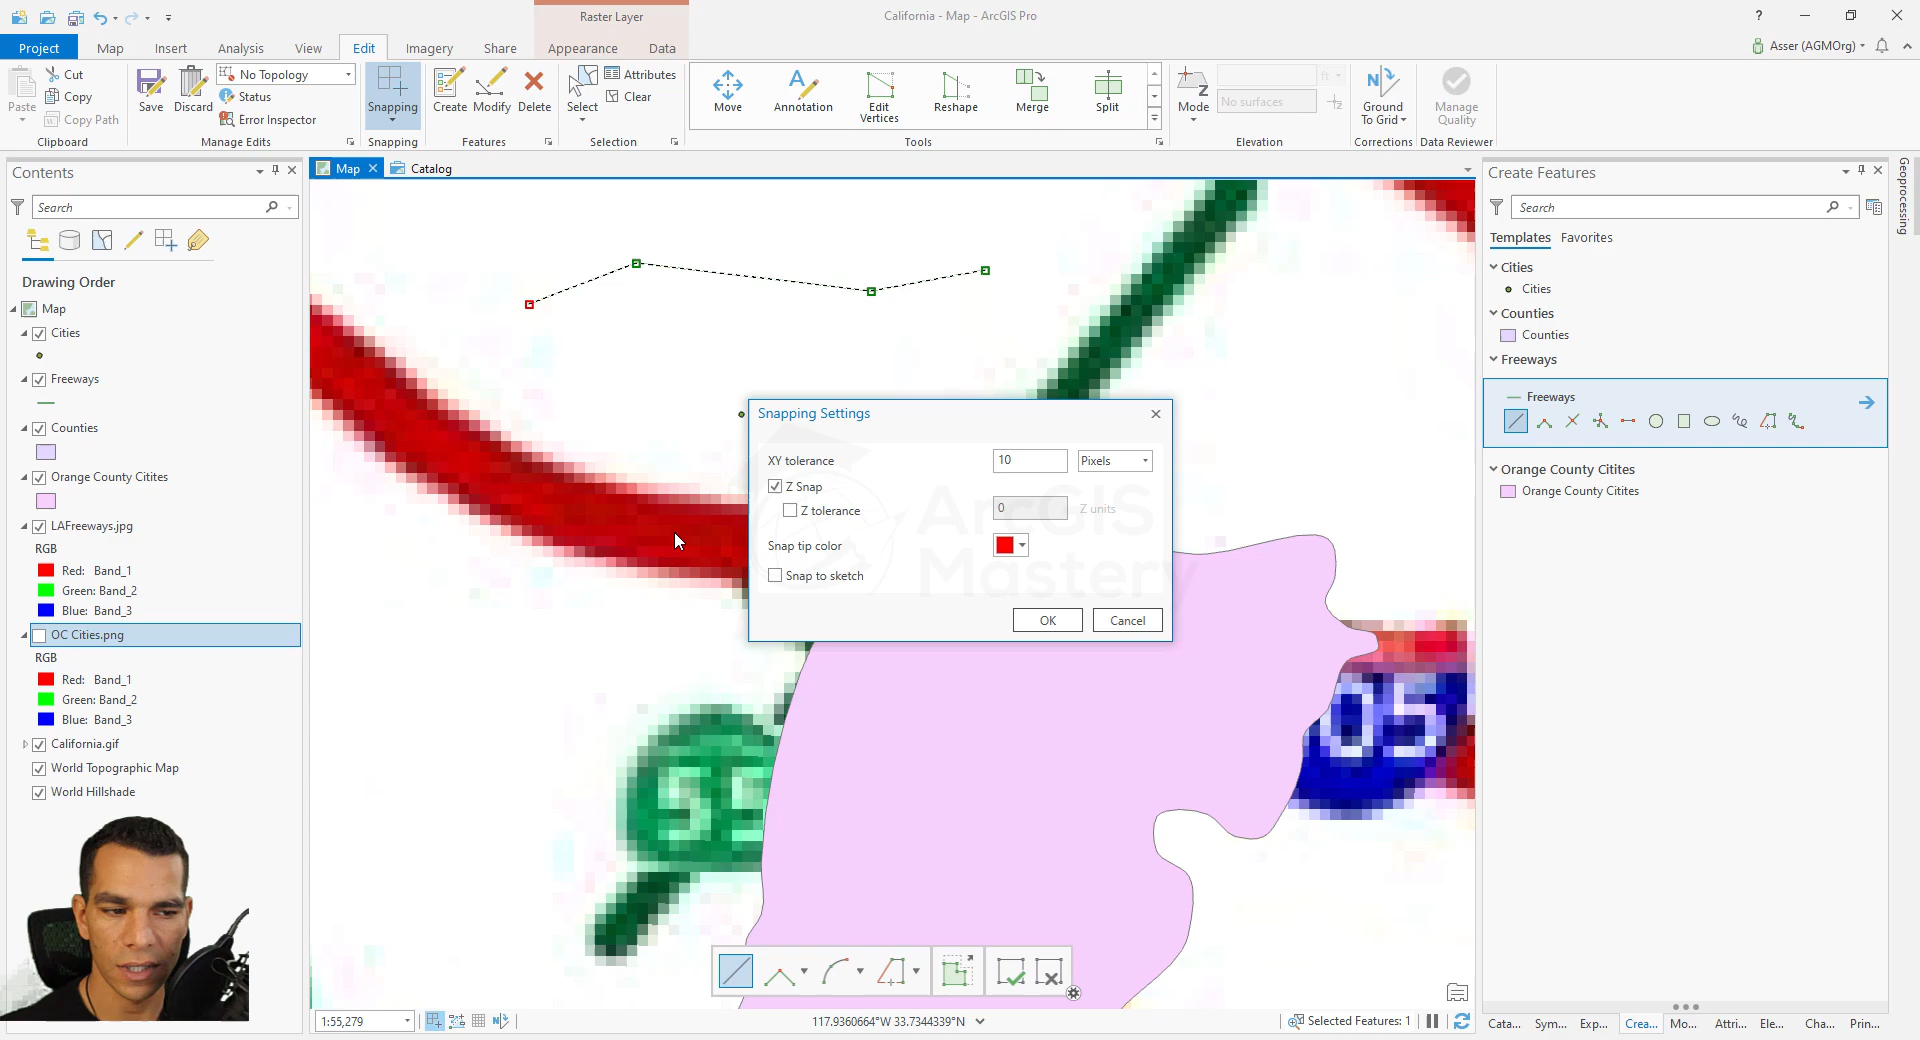 Raster Layer
California - Map - ArcGIS Pro
?
Project
Map
Insert
Analysis
View
Edit
Imagery
Share
Appearance
Data
Asser (AGMOrg)
Paste
Cut
Copy
Copy Path
Clipboard
Save
Discard
No Topology
Status
Error Inspector
Manage Edits
Snapping
Snapping
Create
Modify
Delete
Features
Select
Attributes
Clear
Selection
Move
Annotation
Edit
Vertices
Reshape
Merge
Split
Tools
Mode
ft
No surfaces
Elevation
Ground
To Grid
Corrections
Manage
Quality
Data Reviewer
Contents
Search
Drawing Order
Map
Cities
Freeways
Counties
Orange County Citites
LAFreeways.jpg
RGB
Red: Band_1
Green: Band_2
Blue: Band_3
OC Cities.png
RGB
Red: Band_1
Green: Band_2
Blue: Band_3
California.gif
World Topographic Map
World Hillshade
Map
Catalog
Snapping Settings
XY tolerance
10
Pixels
Z Snap
Z tolerance
0
Z units
Snap tip color
Snap to sketch
OK
Cancel
ArcGIS
Mastery
1:55,279
117.9360664°W 33.7344339°N
Selected Features: 1
Create Features
Search
Templates
Favorites
Cities
Cities
Counties
Counties
Freeways
Freeways
Orange County Citites
Orange County Citites
Geoprocessing
Cata...
Sym...
Exp...
Crea...
Mo...
Attri...
Ele...
Cha...
Prin...